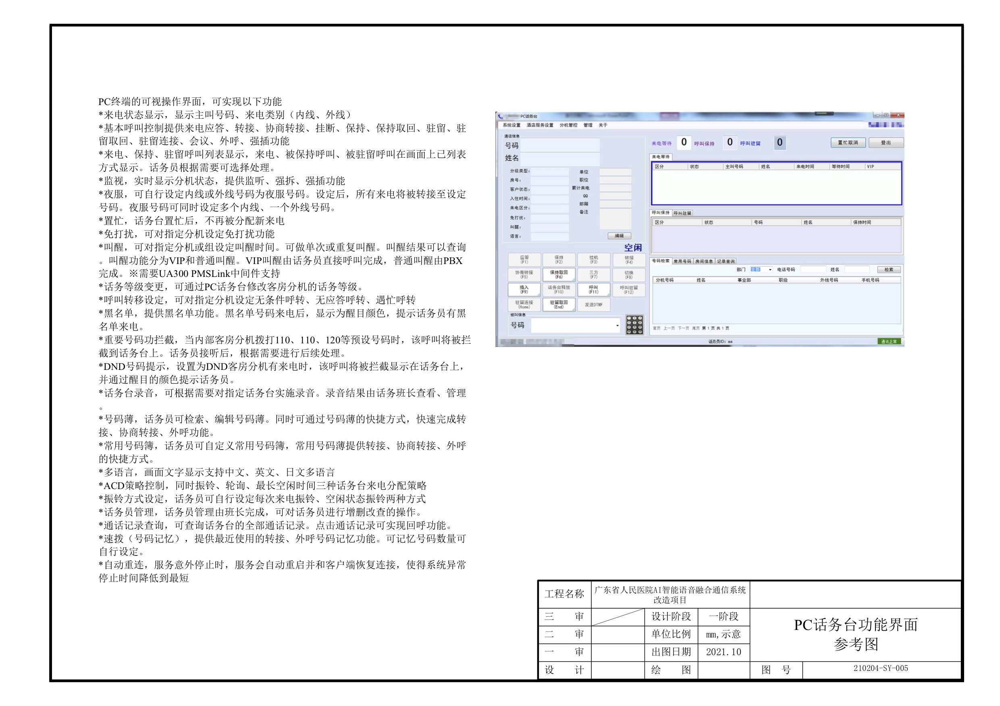 PC终端的可视操作界面，可实现以下功能
*来电状态显示，显示主叫号码、来电类别（内线、外线）
*基本呼叫控制提供来电应答、转接、协商转接、挂断、保持、保持取回、驻留、驻
留取回、驻留连接、会议、外呼、强插功能
*来电、保持、驻留呼叫列表显示，来电、被保持呼叫、被驻留呼叫在画面上已列表
方式显示。话务员根据需要可选择处理。
*监视，实时显示分机状态，提供监听、强拆、强插功能
*夜服，可自行设定内线或外线号码为夜服号码。设定后，所有来电将被转接至设定
号码。夜服号码可同时设定多个内线、一个外线号码。
*置忙，话务台置忙后，不再被分配新来电
*免打扰，可对指定分机设定免打扰功能
*叫醒，可对指定分机或组设定叫醒时间。可做单次或重复叫醒。叫醒结果可以查询
。叫醒功能分为VIP和普通叫醒。VIP叫醒由话务员直接呼叫完成，普通叫醒由PBX
完成。※需要UA300 PMSLink中间件支持
*话务等级变更，可通过PC话务台修改客房分机的话务等级。
*呼叫转移设定，可对指定分机设定无条件呼转、无应答呼转、遇忙呼转
*黑名单，提供黑名单功能。黑名单号码来电后，显示为醒目颜色，提示话务员有黑
名单来电。
*重要号码功拦截，当内部客房分机拨打110、110、120等预设号码时，该呼叫将被拦
截到话务台上。话务员接听后，根据需要进行后续处理。
*DND号码提示，设置为DND客房分机有来电时，该呼叫将被拦截显示在话务台上，
并通过醒目的颜色提示话务员。
*话务台录音，可根据需要对指定话务台实施录音。录音结果由话务班长查看、管理
。
*号码薄，话务员可检索、编辑号码薄。同时可通过号码薄的快捷方式，快速完成转
接、协商转接、外呼功能。
*常用号码簿，话务员可自定义常用号码簿，常用号码薄提供转接、协商转接、外呼
的快捷方式。
*多语言，画面文字显示支持中文、英文、日文多语言
*ACD策略控制，同时振铃、轮询、最长空闲时间三种话务台来电分配策略
*振铃方式设定，话务员可自行设定每次来电振铃、空闲状态振铃两种方式
*话务员管理，话务员管理由班长完成，可对话务员进行增删改查的操作。
*通话记录查询，可查询话务台的全部通话记录。点击通话记录可实现回呼功能。
*速拨（号码记忆），提供最近使用的转接、外呼号码记忆功能。可记忆号码数量可
自行设定。
*自动重连，服务意外停止时，服务会自动重启并和客户端恢复连接，使得系统异常
停止时间降低到最短
PC话务台
系统设置 酒店服务设置 分机管控 管理 关于
通话信息
号码
姓名
分级类型：
房号：
客户状态：
入住时间：
来电区分：
免打扰：
叫醒：
语言：
单位
职位
累计来电
QQ
邮箱
备注
编辑
空闲
应答 (F1) 保持 (F2) 挂机 (F3) 转接 (F4)
协商转接 (F5) 保持取回 (F6) 三方 (F7) 切换 (F8)
插入 (F9) 话务台释放 (F10) 呼叫 (F11) 呼叫驻留 (F12)
驻留连接 (Home) 驻留取回 (End) 发送DTMF
被叫信息
号码
来电等待 0 呼叫保持 0 呼叫驻留 0 置忙取消 登出
来电等待
区分 状态 主叫号码 姓名 来电时间 等待时间 VIP
呼叫保持 呼叫驻留
区分 状态 号码 姓名 保持时间
号码检索 常用号码 房间信息 记录查询
部门 全部 电话号码 姓名 检索
分机号码 姓名 事业部 职级 外线号码 手机号码
首页 上一页 下一页 尾页 第 1 页 共 1 页
话务员ID：aa
通讯正常
工程名称 广东省人民医院AI智能语音融合通信系统
改造项目
三 审 设计阶段 一阶段
二 审 单位比例 mm,示意
一 审 出图日期 2021.10
设 计 绘 图
PC话务台功能界面
参考图
图 号 210204-SY-005